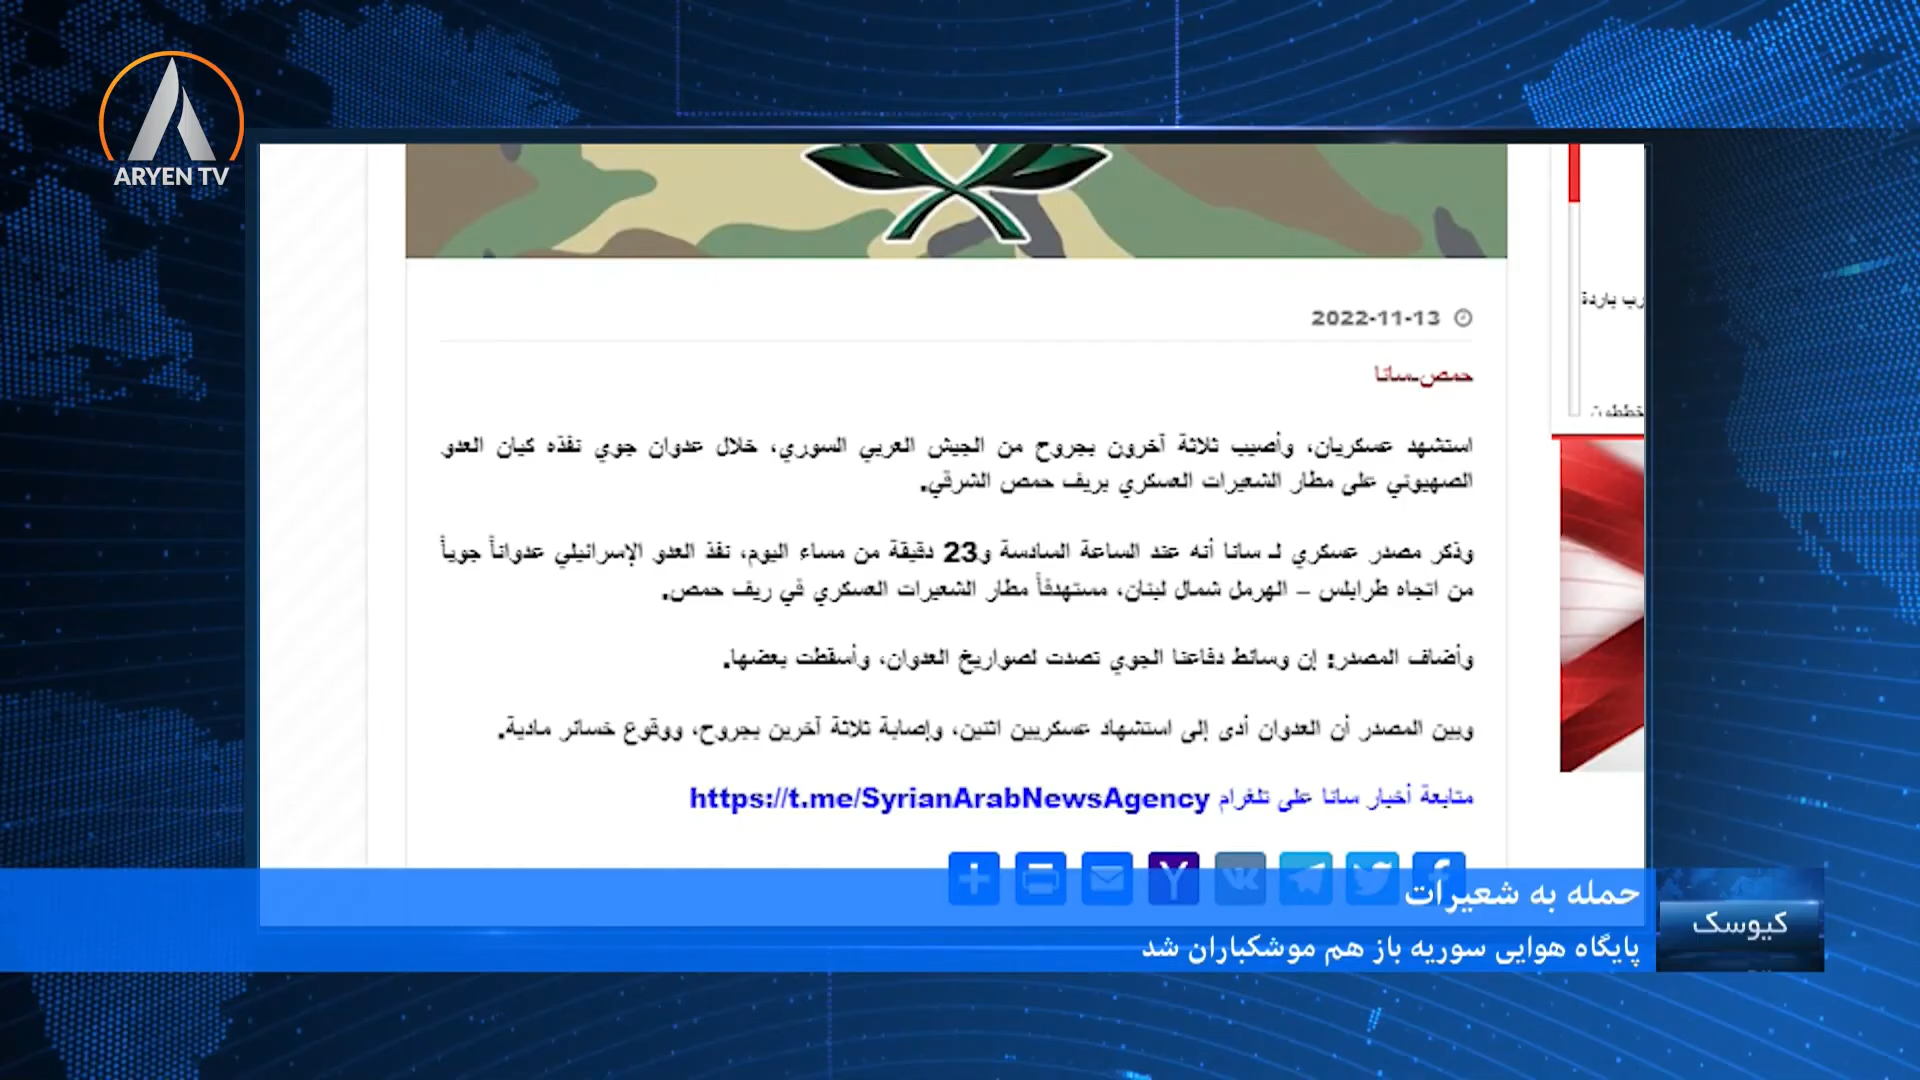 ARYEN TV
2022-11-13
حمص-سانا
استشهد عسكريان، وأصيب ثلاثة آخرون بجروح من الجيش العربي السوري، خلال عدوان جوي نفذه كيان العدو
الصهيوني على مطار الشعيرات العسكري بريف حمص الشرقي.
وذكر مصدر عسكري لـ سانا أنه عند الساعة السادسة و23 دقيقة من مساء اليوم، نفذ العدو الإسرائيلي عدواناً جوياً
من اتجاه طرابلس – الهرمل شمال لبنان، مستهدفاً مطار الشعيرات العسكري في ريف حمص.
وأضاف المصدر: إن وسائط دفاعنا الجوي تصدت لصواريخ العدوان، وأسقطت بعضها.
وبين المصدر أن العدوان أدى إلى استشهاد عسكريين اثنين، وإصابة ثلاثة آخرين بجروح، ووقوع خسائر مادية.
متابعة أخبار سانا على تلغرام https://t.me/SyrianArabNewsAgency
باردة
حمله به شعیرات
کیوسک
پایگاه هوایی سوریه باز هم موشکباران شد